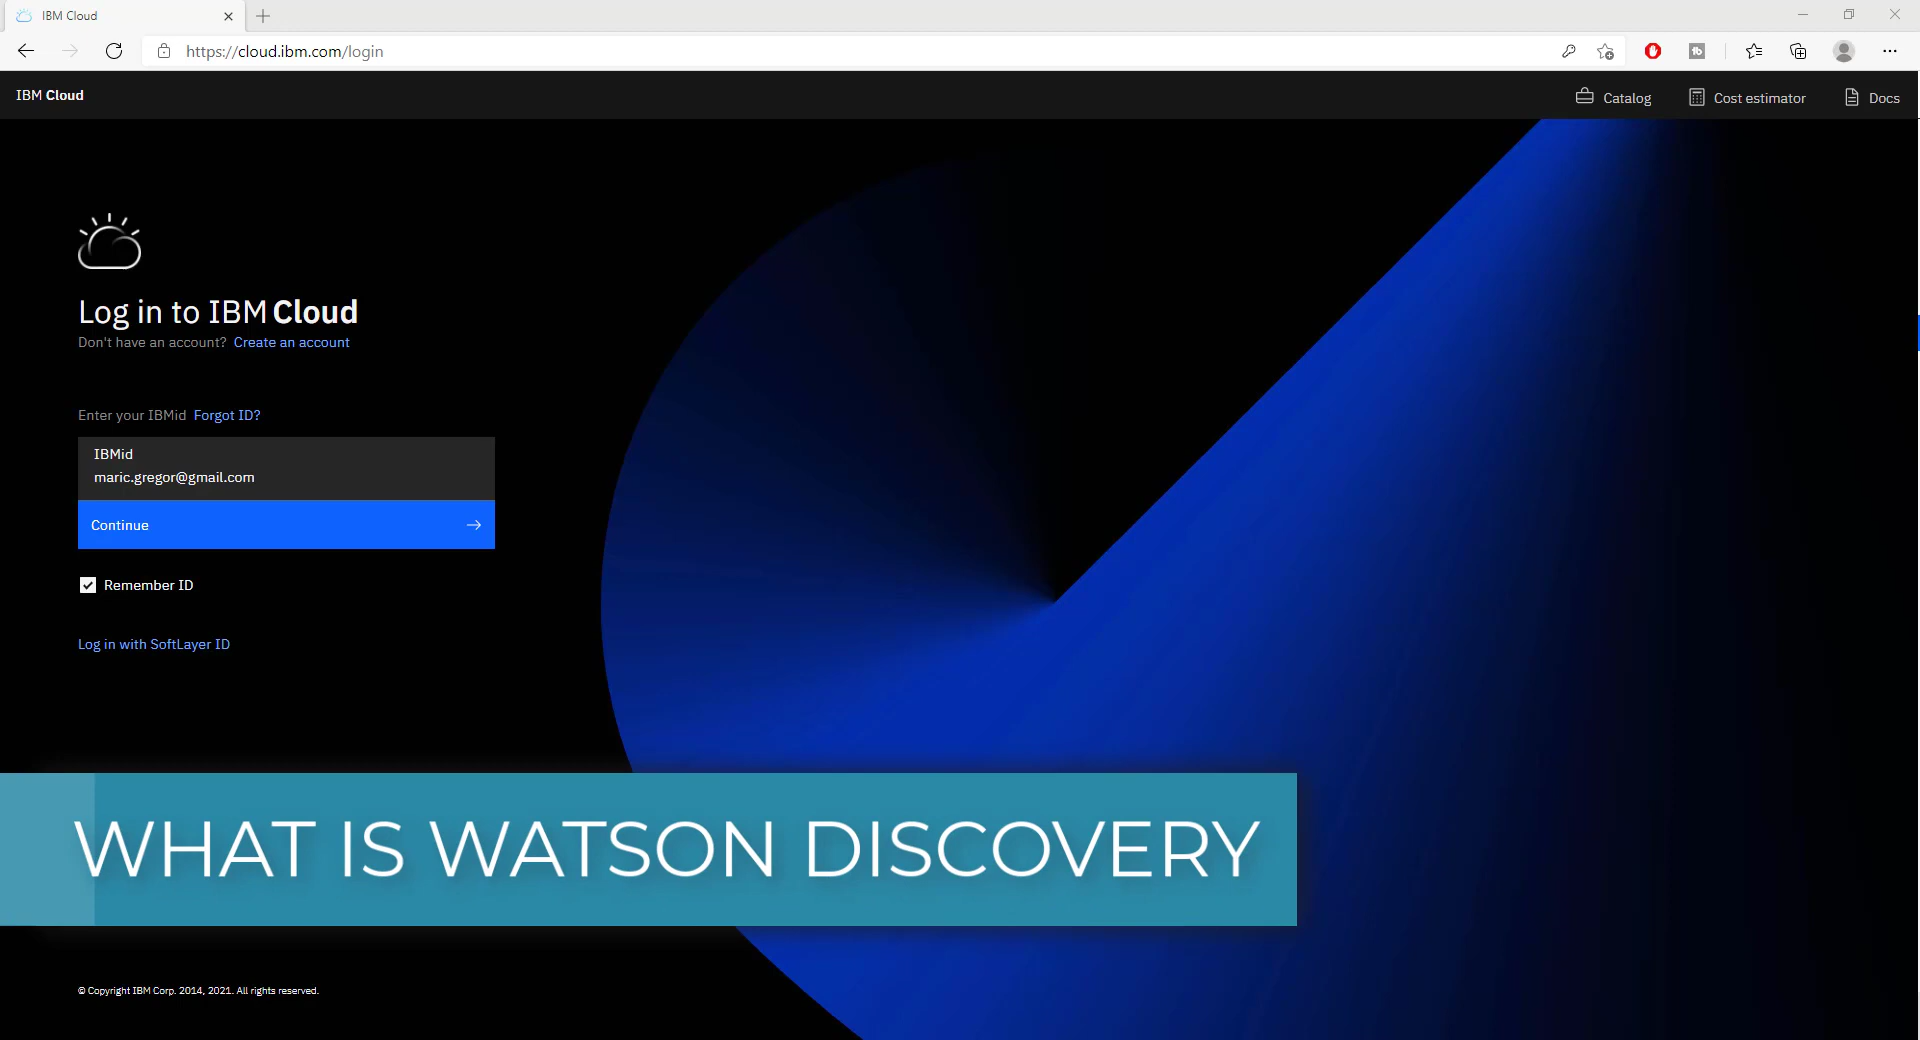 IBM Cloud
https://cloud.ibm.com/login
IBM Cloud
Catalog
Cost estimator
Docs
Log in to IBM Cloud
Don't have an account? Create an account
Enter your IBMid Forgot ID?
IBMid
maric.gregor@gmail.com
Continue
Remember ID
Log in with SoftLayer ID
WHAT IS WATSON DISCOVERY
© Copyright IBM Corp. 2014, 2021. All rights reserved.